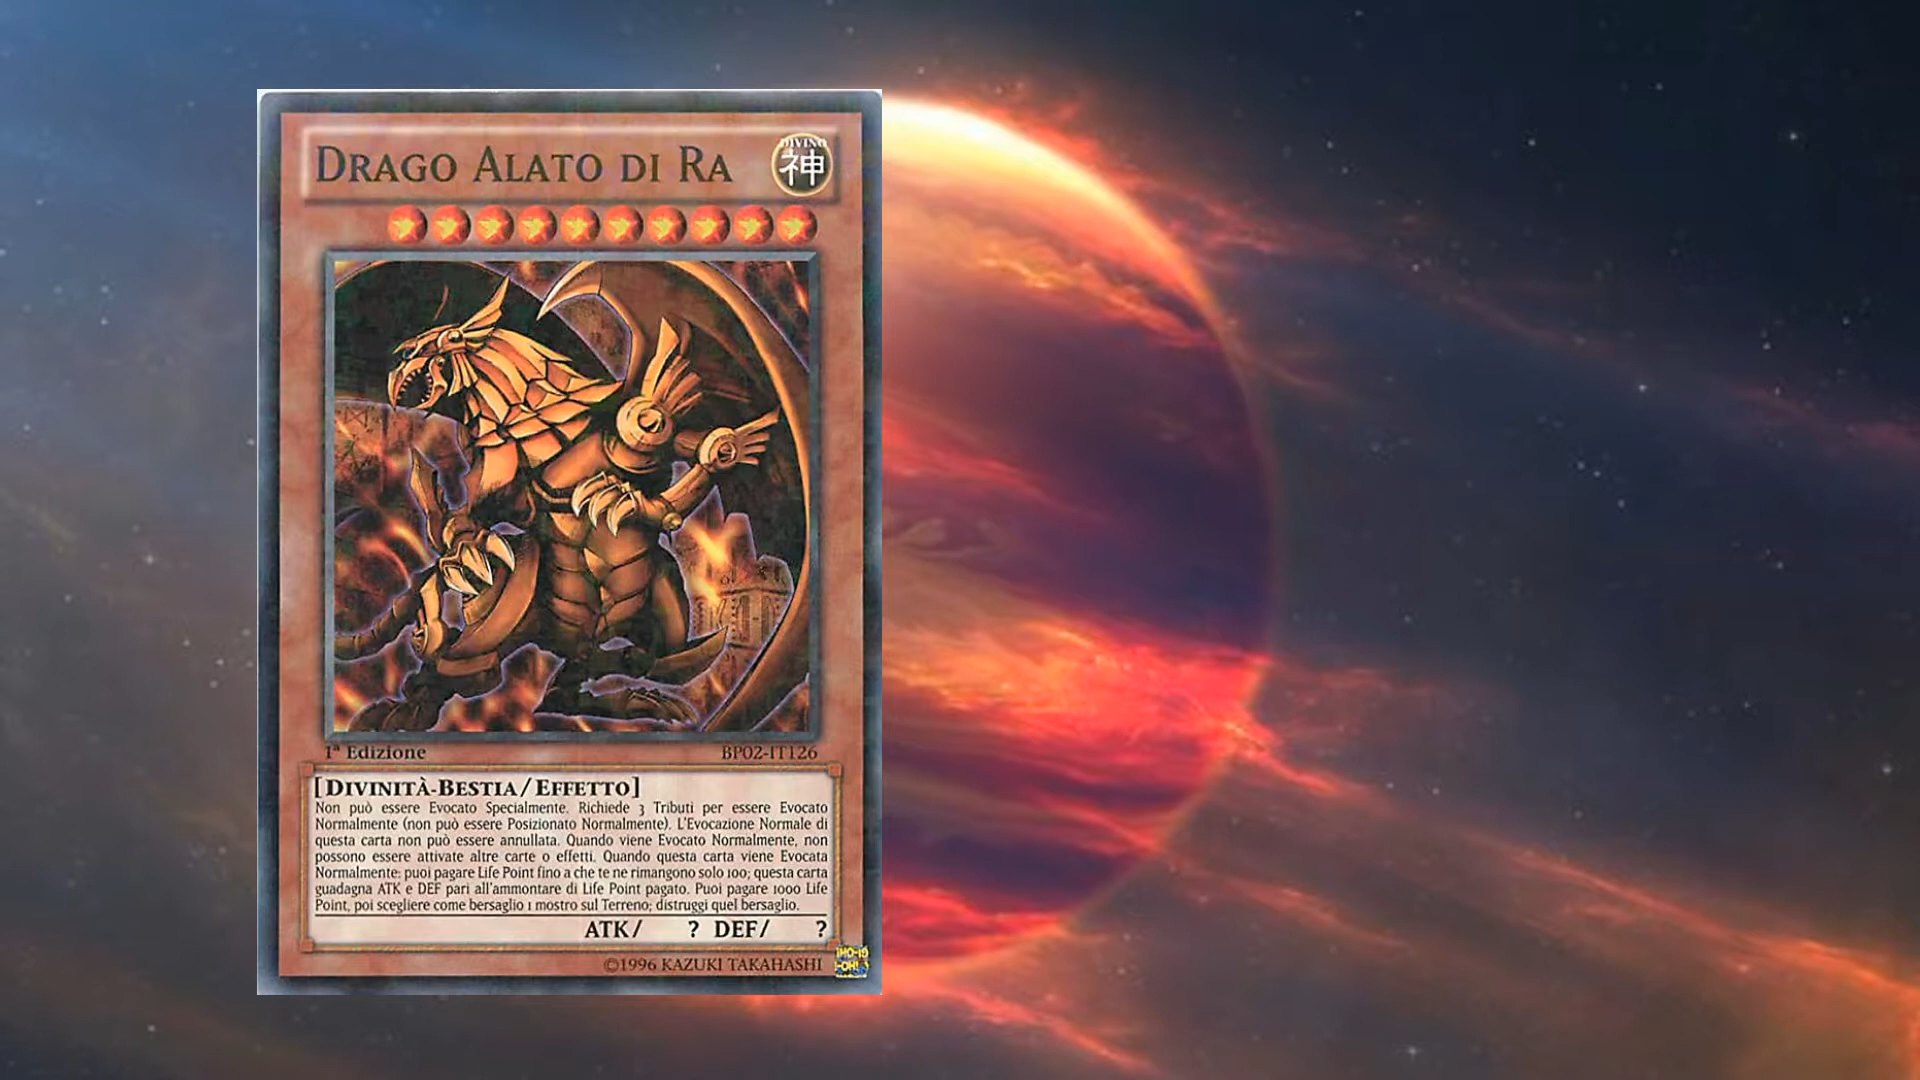 DIVINO
DRAGO ALATO DI RA
神
1ª Edizione
BP02-IT126
[DIVINITÀ-BESTIA/EFFETTO]
Non può essere Evocato Specialmente. Richiede 3 Tributi per essere Evocato
Normalmente (non può essere Posizionato Normalmente). L'Evocazione Normale di
questa carta non può essere annullata. Quando viene Evocato Normalmente, non
possono essere attivate altre carte o effetti. Quando questa carta viene Evocata
Normalmente: puoi pagare Life Point fino a che te ne rimangono solo 100; questa carta
guadagna ATK e DEF pari all'ammontare di Life Point pagato. Puoi pagare 1000 Life
Point, poi scegliere come bersaglio 1 mostro sul Terreno; distruggi quel bersaglio.
ATK/ ? DEF/ ?
©1996 KAZUKI TAKAHASHI